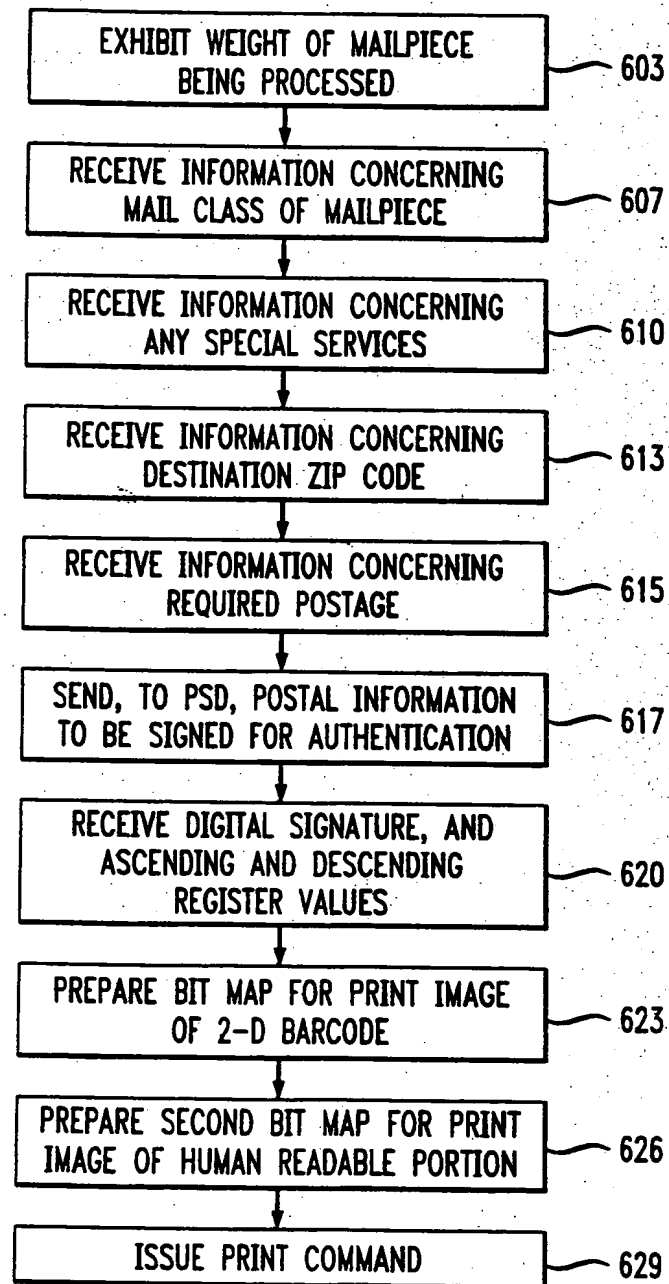 EXHIBIT WEIGHT OF MAILPIECE
BEING PROCESSED
603
RECEIVE INFORMATION CONCERNING
MAIL CLASS OF MAILPIECE
607
RECEIVE INFORMATION CONCERNING
ANY SPECIAL SERVICES
610
RECEIVE INFORMATION CONCERNING
DESTINATION ZIP CODE
613
RECEIVE INFORMATION CONCERNING
REQUIRED POSTAGE
615
SEND, TO PSD, POSTAL INFORMATION
TO BE SIGNED FOR AUTHENTICATION
617
RECEIVE DIGITAL SIGNATURE, AND
ASCENDING AND DESCENDING
REGISTER VALUES
620
PREPARE BIT MAP FOR PRINT IMAGE
OF 2-D BARCODE
623
PREPARE SECOND BIT MAP FOR PRINT
IMAGE OF HUMAN READABLE PORTION
626
ISSUE PRINT COMMAND
629